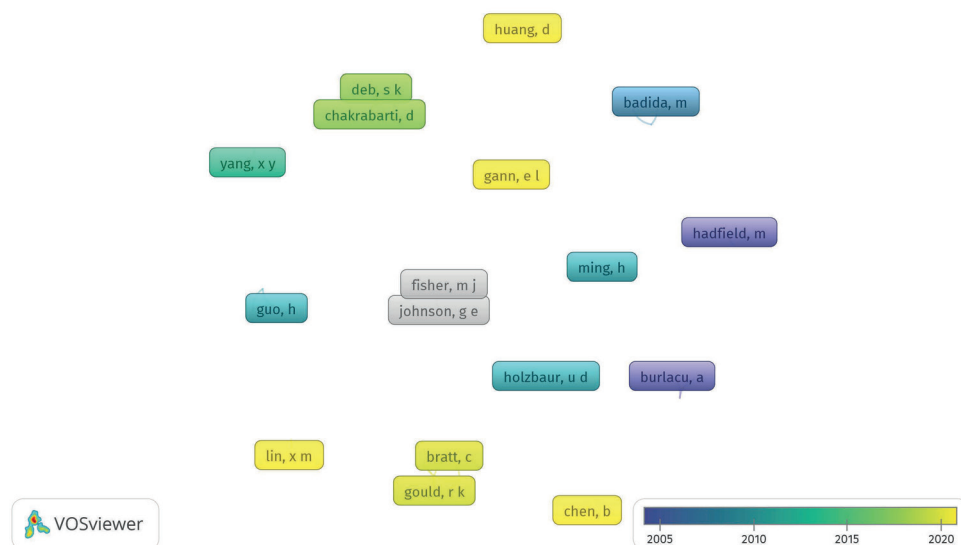 huang, d
deb, s k
badida, m
chakrabarti, d
yang, x y
gann, e l
hadfield, m
ming, h
fisher, m j
guo, h
johnson, g e
holzbaur, u d
burlacu, a
lin, x m
bratt, c
gould, r k
chen, b
VOSviewer
2005 2010 2015 2020